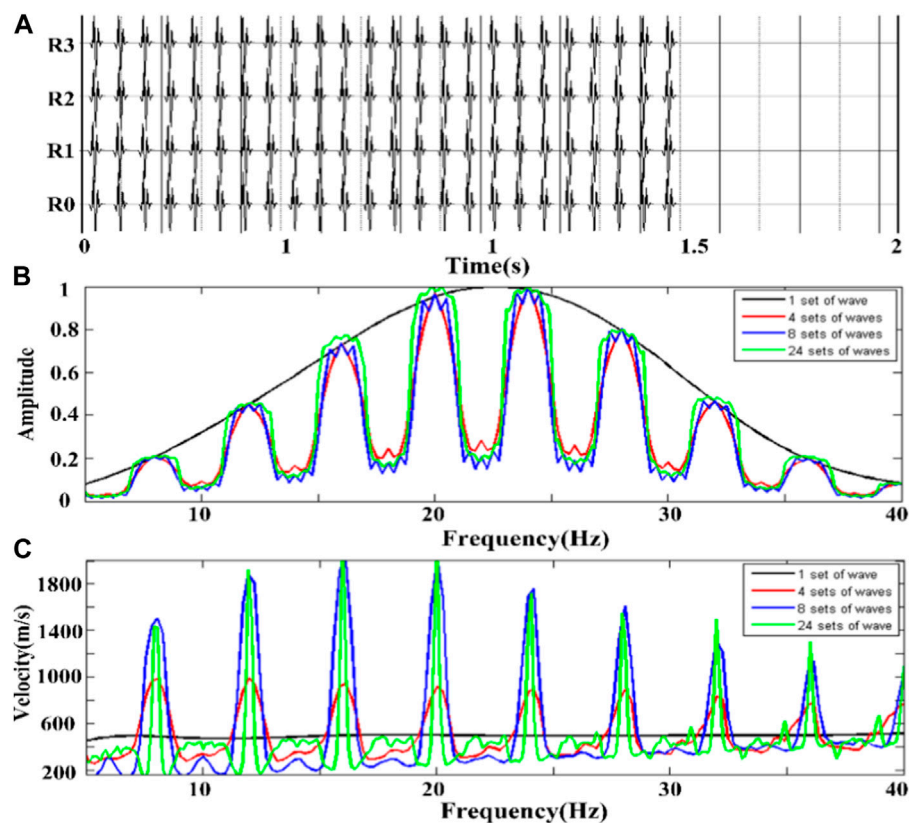 A
R3
R2
R1
R0
0 1 1 1.5 2
Time(s)
B
1
0.8
0.6
0.4
0.2
0
Amplitude
1 set of wave
4 sets of waves
8 sets of waves
24 sets of waves
10 20 30 40
Frequency(Hz)
C
1800
1400
1000
600
200
Velocity(m/s)
1 set of wave
4 sets of waves
8 sets of waves
24 sets of wave
10 20 30 40
Frequency(Hz)